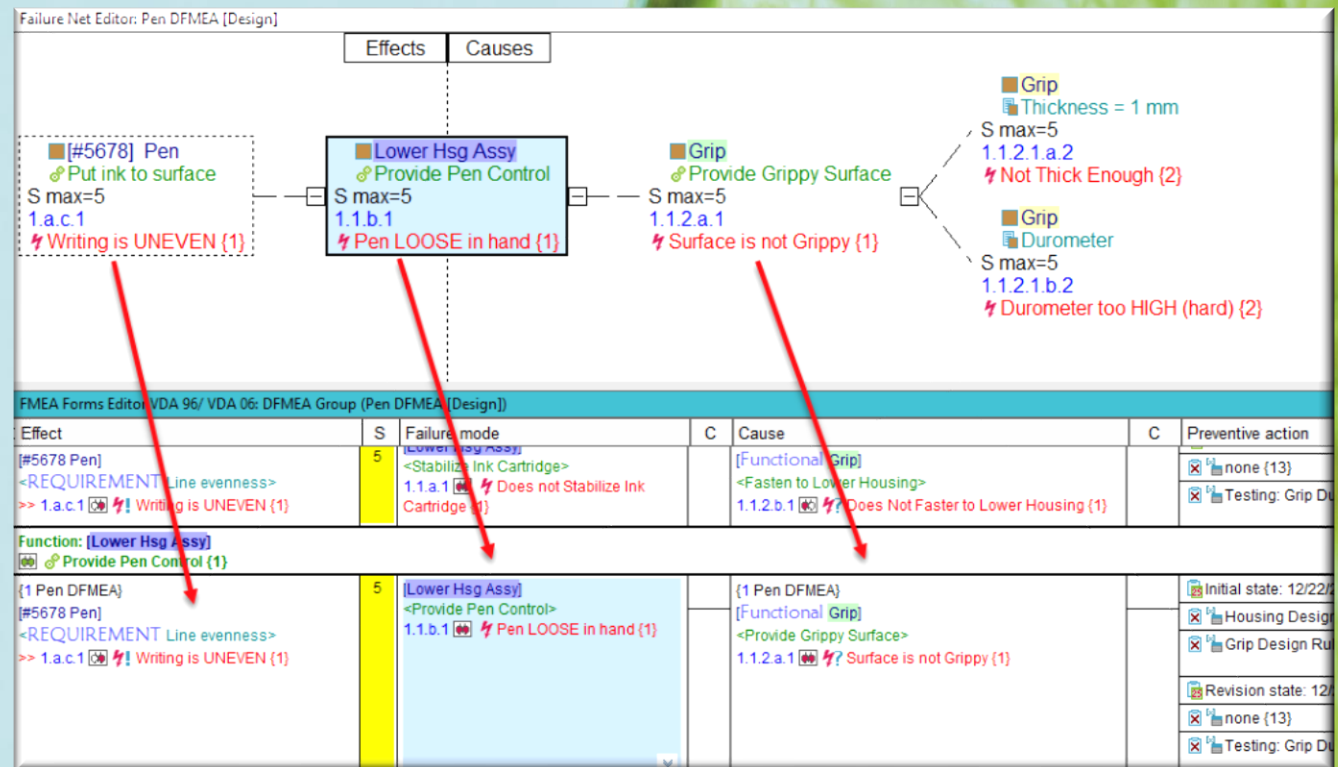 Failure Net Editor: Pen DFMEA [Design]
Effects Causes
[#5678] Pen
Put ink to surface
S max=5
1.a.c.1
Writing is UNEVEN {1}
Lower Hsg Assy
Provide Pen Control
S max=5
1.1.b.1
Pen LOOSE in hand {1}
Grip
Provide Grippy Surface
S max=5
1.1.2.a.1
Surface is not Grippy {1}
Grip
Thickness = 1 mm
S max=5
1.1.2.1.a.2
Not Thick Enough {2}
Grip
Durometer
S max=5
1.1.2.1.b.2
Durometer too HIGH (hard) {2}
FMEA Forms Editor VDA 96/ VDA 06: DFMEA Group (Pen DFMEA [Design])
Effect S Failure mode C Cause C Preventive action
[#5678 Pen]
<REQUIREMENT Line evenness>
>> 1.a.c.1 ! Writing is UNEVEN {1}
5
[Lower Hsg Assy]
<Stabilize Ink Cartridge>
1.1.a.1 Does not Stabilize Ink
Cartridge {1}
[Functional Grip]
<Fasten to Lower Housing>
1.1.2.b.1 ? Does Not Faster to Lower Housing {1}
none {13}
Testing: Grip Du
Function: [Lower Hsg Assy]
Provide Pen Control {1}
{1 Pen DFMEA}
[#5678 Pen]
<REQUIREMENT Line evenness>
>> 1.a.c.1 ! Writing is UNEVEN {1}
5
[Lower Hsg Assy]
<Provide Pen Control>
1.1.b.1 Pen LOOSE in hand {1}
{1 Pen DFMEA}
[Functional Grip]
<Provide Grippy Surface>
1.1.2.a.1 ? Surface is not Grippy {1}
Initial state: 12/22/
Housing Design
Grip Design Ru
Revision state: 12/
none {13}
Testing: Grip Du